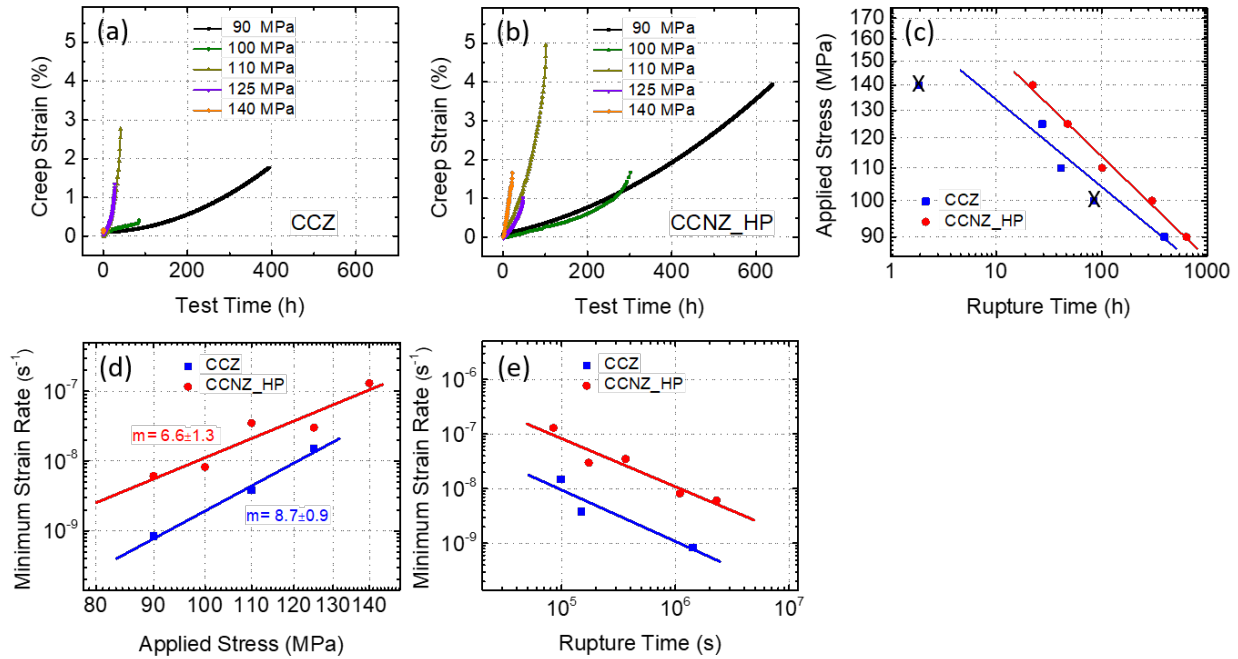 (a)
90 MPa
100 MPa
110 MPa
125 MPa
140 MPa
5
4
3
2
1
0
Creep Strain (%)
CCZ
0 200 400 600
Test Time (h)
(b)
90 MPa
100 MPa
110 MPa
125 MPa
140 MPa
5
4
3
2
1
0
Creep Strain (%)
CCNZ_HP
0 200 400 600
Test Time (h)
(c)
150
140
130
120
110
100
90
Applied Stress (MPa)
X
X
CCZ
CCNZ_HP
1 10 100 1000
Rupture Time (h)
(d)
CCZ
CCNZ_HP
10⁻⁷
10⁻⁸
10⁻⁹
Minimum Strain Rate (s⁻¹)
m= 6.6±1.3
m= 8.7±0.9
80 90 100 110 120 130 140
Applied Stress (MPa)
(e)
CCZ
CCNZ_HP
10⁻⁶
10⁻⁷
10⁻⁸
10⁻⁹
Minimum Strain Rate (s⁻¹)
10⁵ 10⁶ 10⁷
Rupture Time (s)